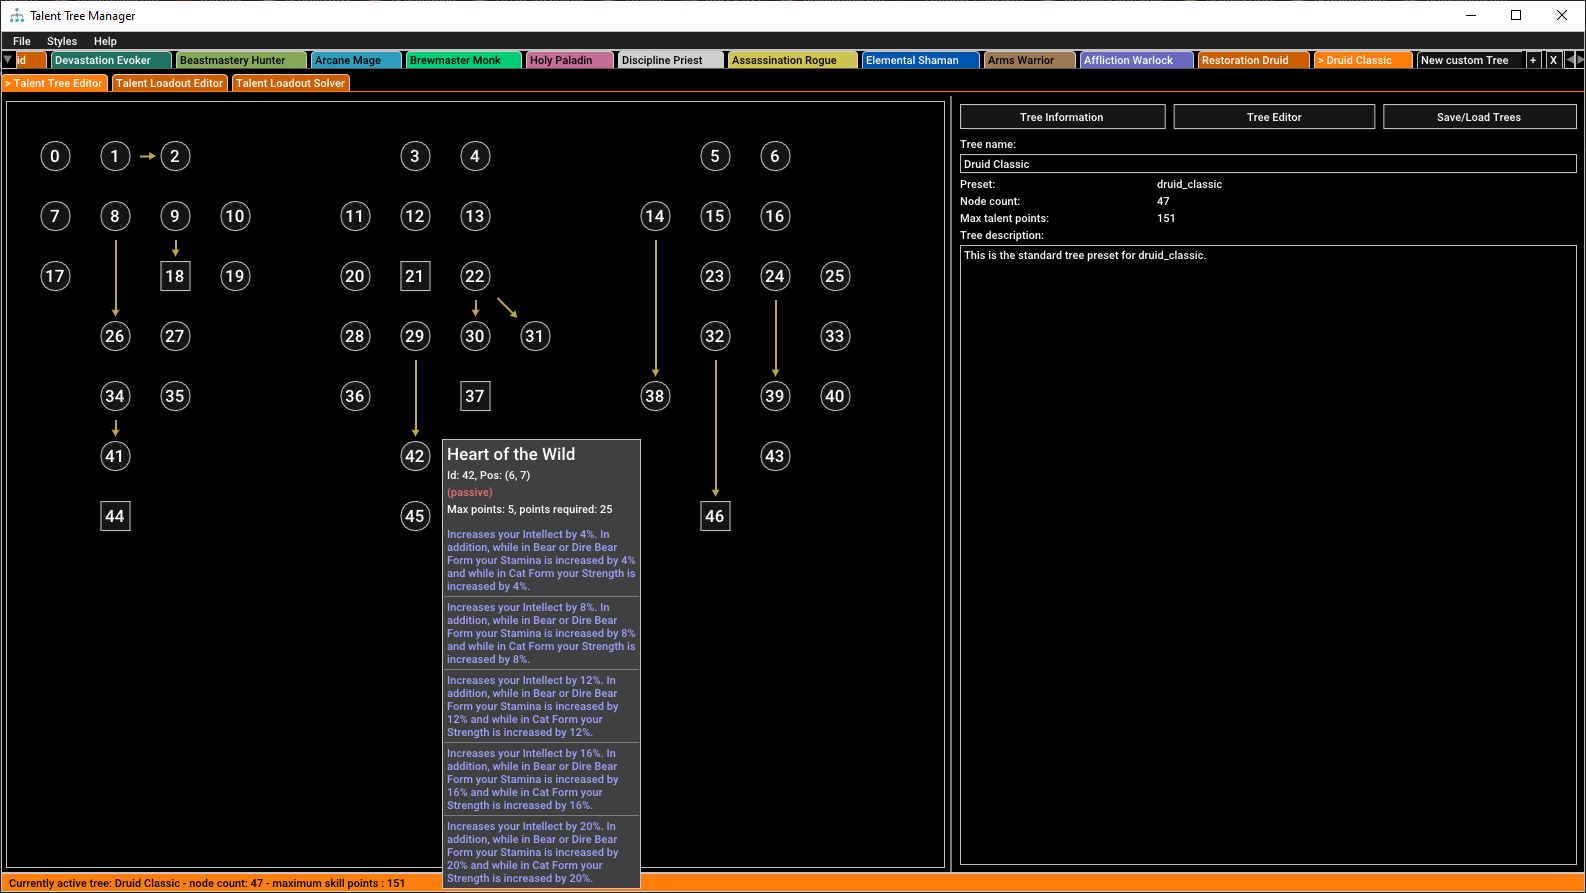 Talent Tree Manager
File Styles Help
id Devastation Evoker Beastmastery Hunter Arcane Mage Brewmaster Monk Holy Paladin Discipline Priest Assassination Rogue Elemental Shaman Arms Warrior Affliction Warlock Restoration Druid > Druid Classic New custom Tree + X
> Talent Tree Editor Talent Loadout Editor Talent Loadout Solver
0 1 2 3 4 5 6
7 8 9 10 11 12 13 14 15 16
17 18 19 20 21 22 23 24 25
26 27 28 29 30 31 32 33
34 35 36 37 38 39 40
41 42 43
44 45 46
Heart of the Wild
Id: 42, Pos: (6, 7)
(passive)
Max points: 5, points required: 25
Increases your Intellect by 4%. In
addition, while in Bear or Dire Bear
Form your Stamina is increased by 4%
and while in Cat Form your Strength is
increased by 4%.
Increases your Intellect by 8%. In
addition, while in Bear or Dire Bear
Form your Stamina is increased by 8%
and while in Cat Form your Strength is
increased by 8%.
Increases your Intellect by 12%. In
addition, while in Bear or Dire Bear
Form your Stamina is increased by
12% and while in Cat Form your
Strength is increased by 12%.
Increases your Intellect by 16%. In
addition, while in Bear or Dire Bear
Form your Stamina is increased by
16% and while in Cat Form your
Strength is increased by 16%.
Increases your Intellect by 20%. In
addition, while in Bear or Dire Bear
Form your Stamina is increased by
20% and while in Cat Form your
Strength is increased by 20%.
Tree Information Tree Editor Save/Load Trees
Tree name:
Druid Classic
Preset: druid_classic
Node count: 47
Max talent points: 151
Tree description:
This is the standard tree preset for druid_classic.
Currently active tree: Druid Classic - node count: 47 - maximum skill points : 151